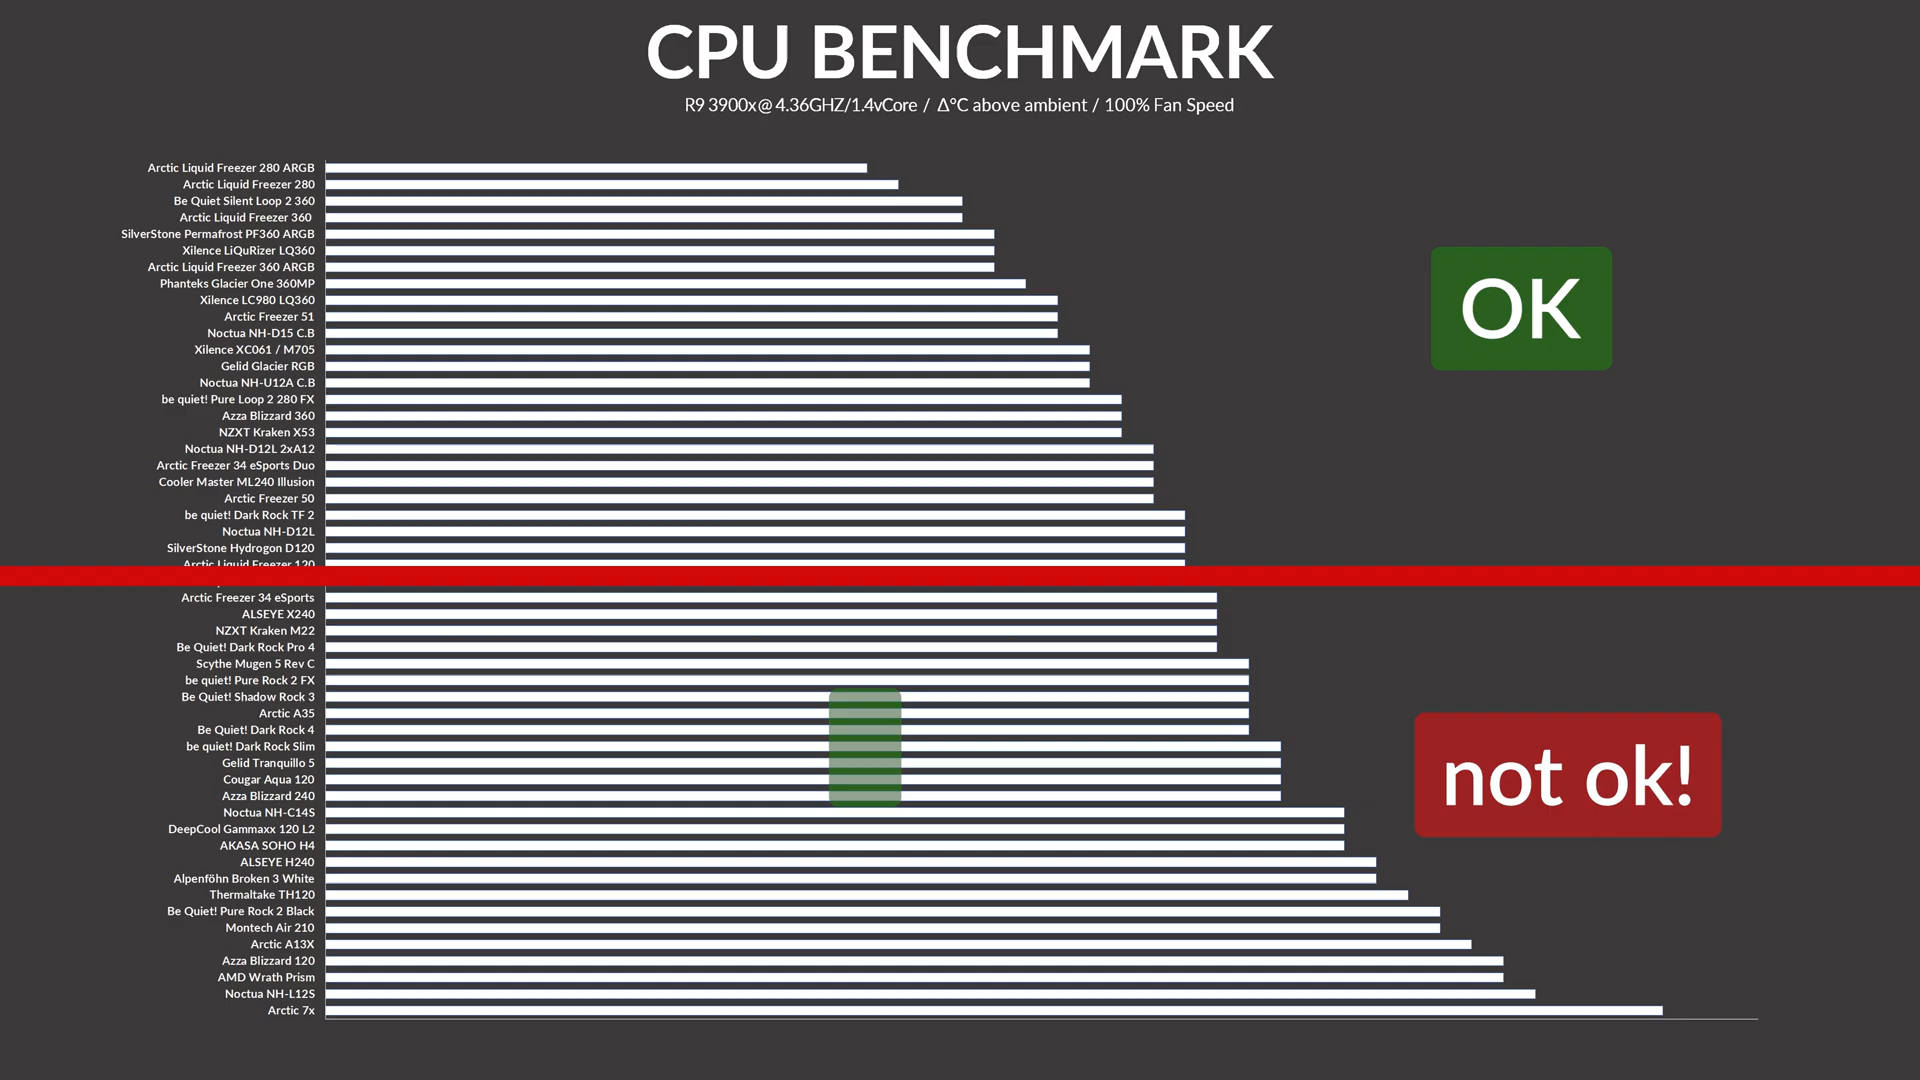 CPU BENCHMARK
R9 3900x@ 4.36GHZ/1.4vCore / Δ°C above ambient / 100% Fan Speed
Arctic Liquid Freezer 280 ARGB
Arctic Liquid Freezer 280
Be Quiet Silent Loop 2 360
Arctic Liquid Freezer 360
SilverStone Permafrost PF360 ARGB
Xilence LiQuRizer LQ360
Arctic Liquid Freezer 360 ARGB
Phanteks Glacier One 360MP
Xilence LC980 LQ360
Arctic Freezer 51
Noctua NH-D15 C.B
Xilence XC061 / M705
Gelid Glacier RGB
Noctua NH-U12A C.B
be quiet! Pure Loop 2 280 FX
Azza Blizzard 360
NZXT Kraken X53
Noctua NH-D12L 2xA12
Arctic Freezer 34 eSports Duo
Cooler Master ML240 Illusion
Arctic Freezer 50
be quiet! Dark Rock TF 2
Noctua NH-D12L
SilverStone Hydrogon D120
Arctic Liquid Freezer 120
OK
Arctic Freezer 34 eSports
ALSEYE X240
NZXT Kraken M22
Be Quiet! Dark Rock Pro 4
Scythe Mugen 5 Rev C
be quiet! Pure Rock 2 FX
Be Quiet! Shadow Rock 3
Arctic A35
Be Quiet! Dark Rock 4
be quiet! Dark Rock Slim
Gelid Tranquillo 5
Cougar Aqua 120
Azza Blizzard 240
Noctua NH-C14S
DeepCool Gammaxx 120 L2
AKASA SOHO H4
ALSEYE H240
Alpenföhn Broken 3 White
Thermaltake TH120
Be Quiet! Pure Rock 2 Black
Montech Air 210
Arctic A13X
Azza Blizzard 120
AMD Wrath Prism
Noctua NH-L12S
Arctic 7x
not ok!